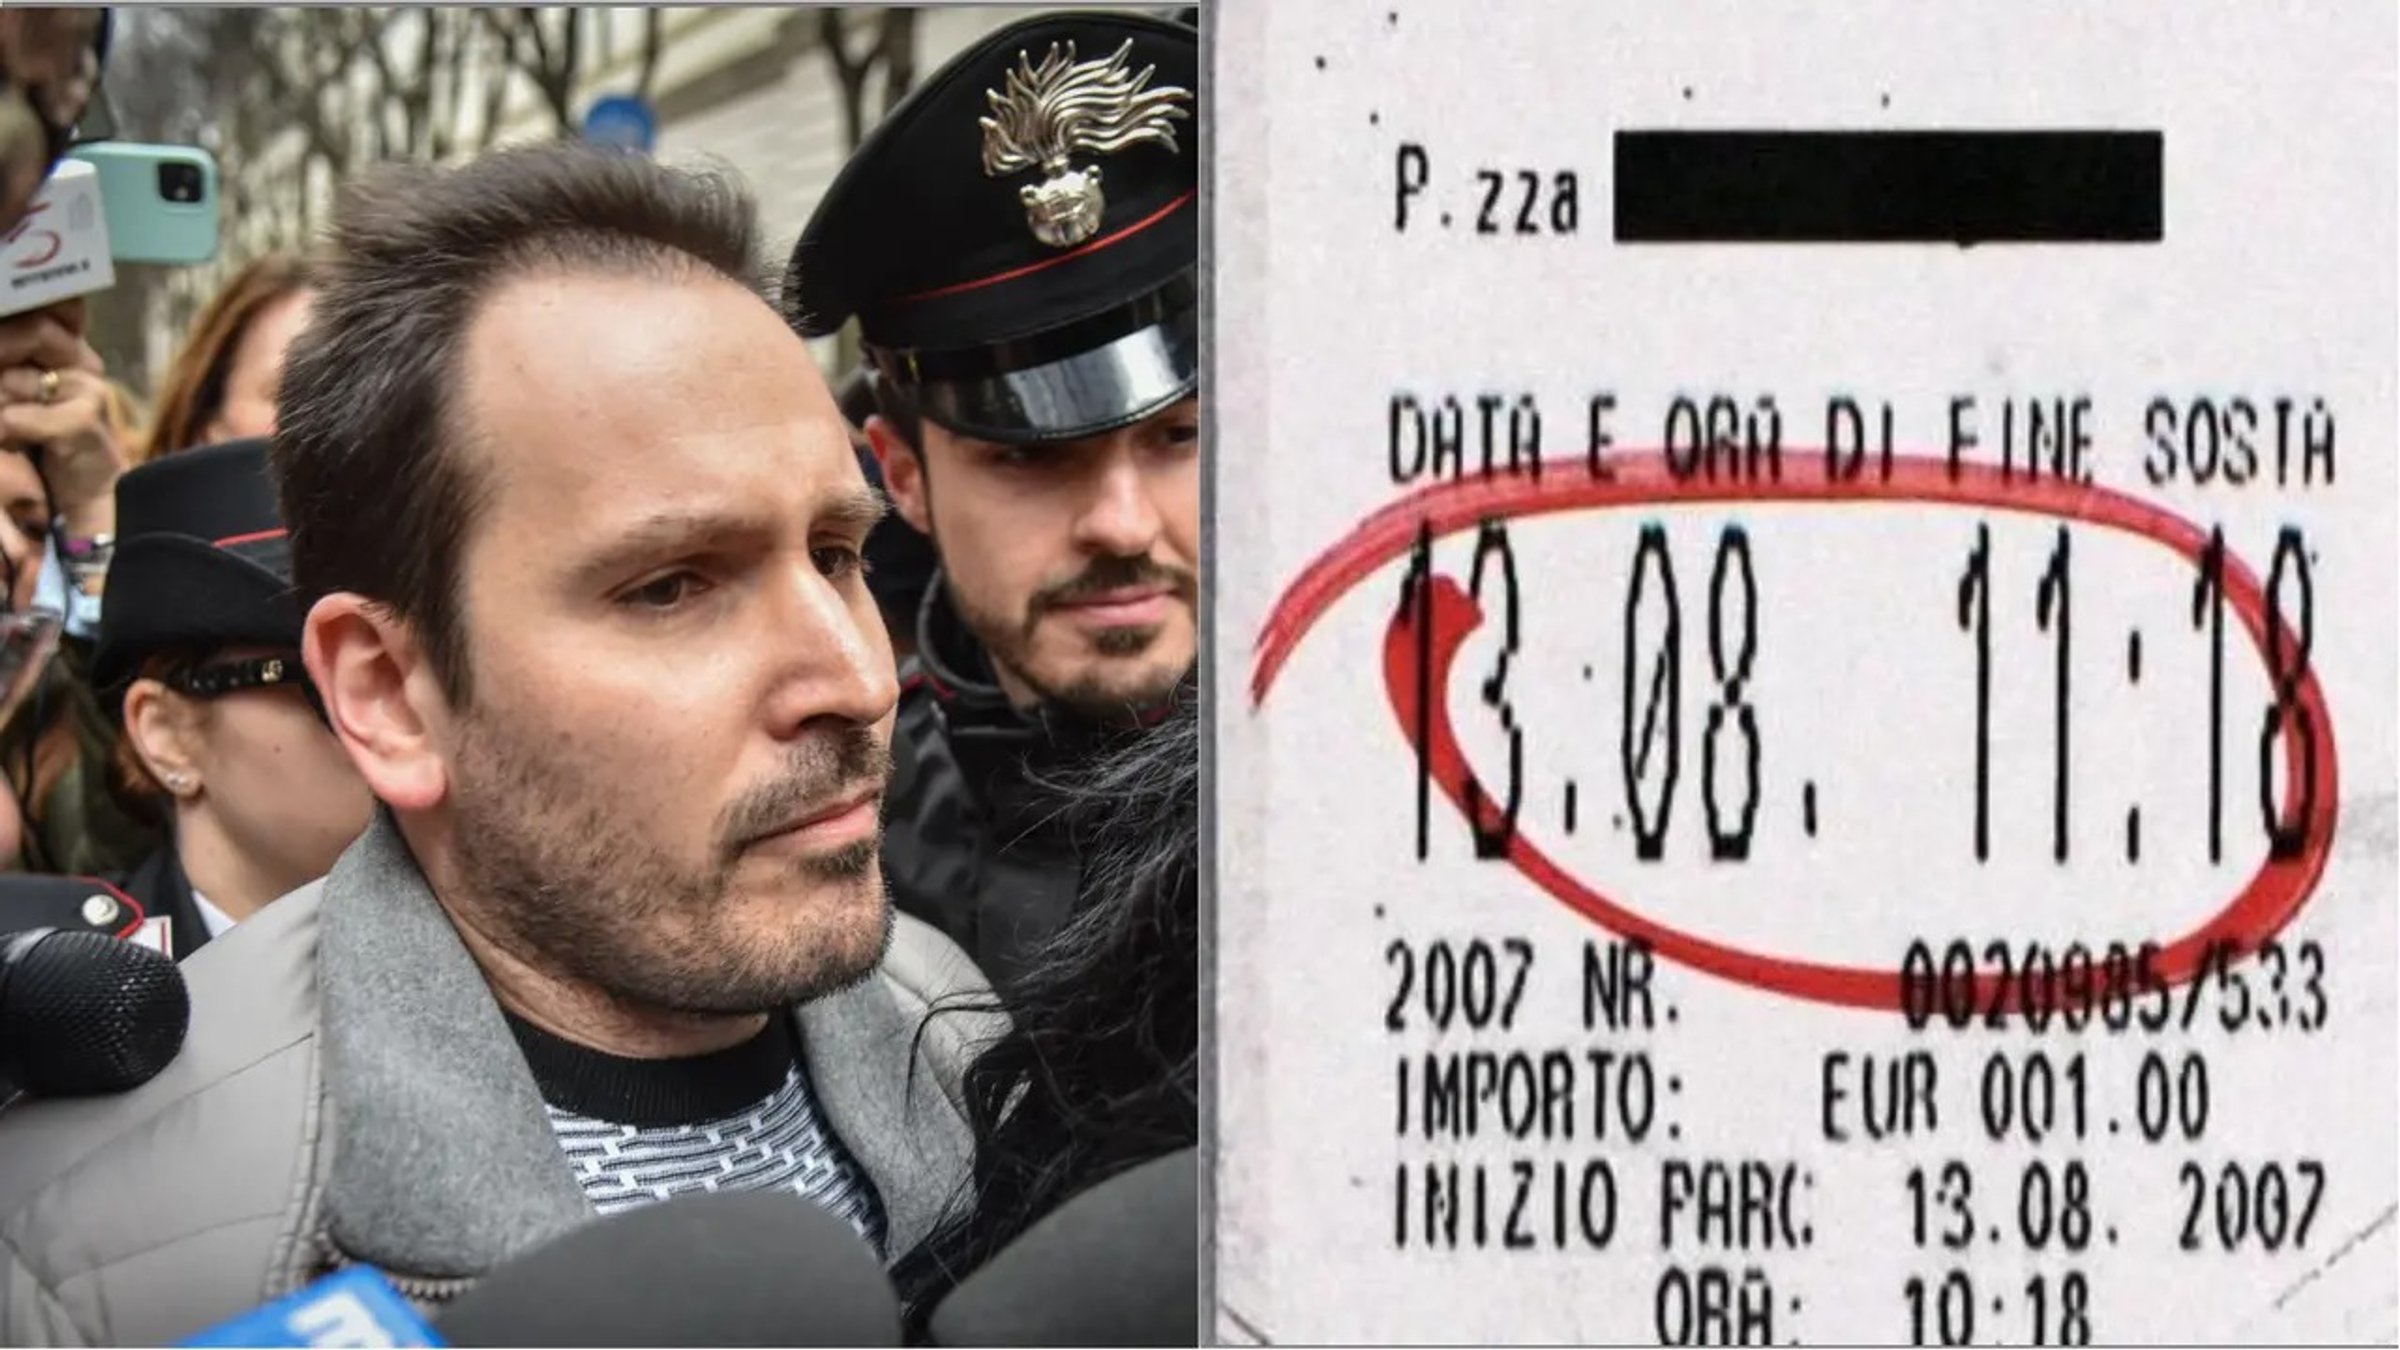 P.zza
DATA E ORA DI FINE SOSTA
13.08. 11:18
2007 NR. 0020985/533
IMPORTO: EUR 001.00
INIZIO PARC: 13.08. 2007
ORA: 10:18